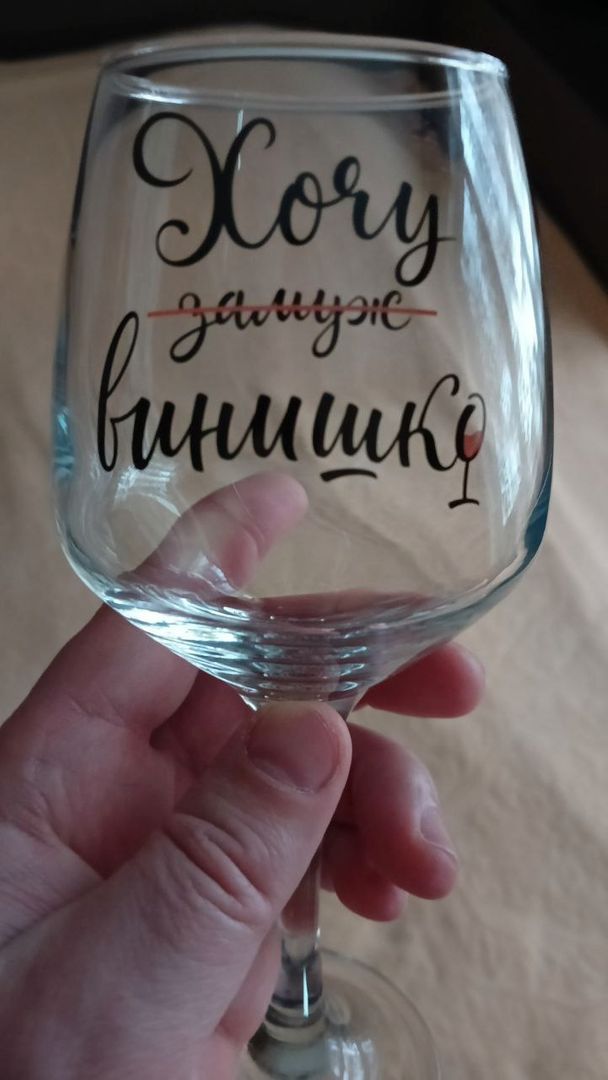 Хочу
замуж
винишко